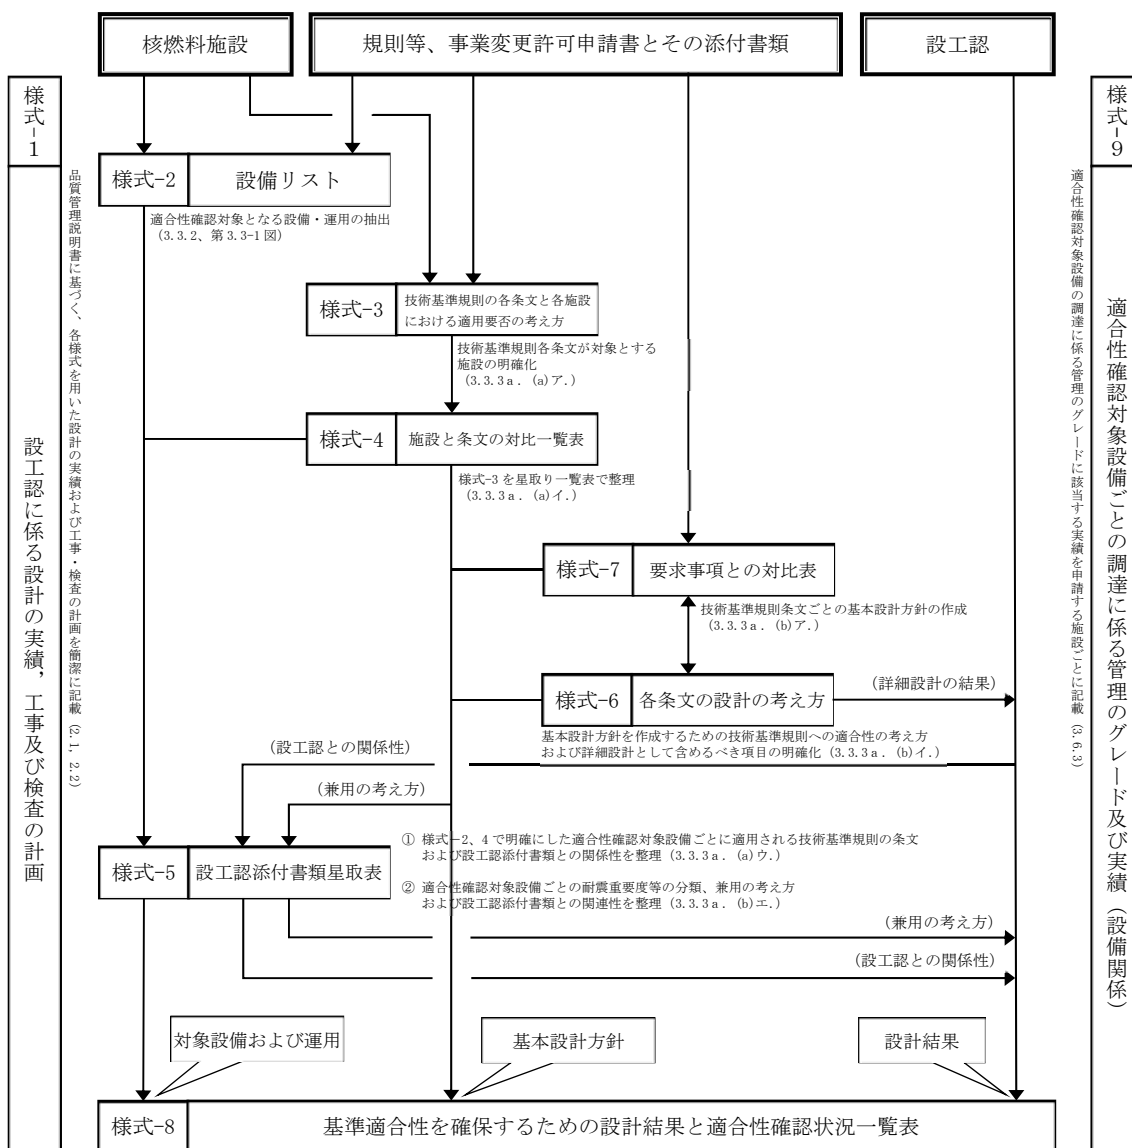 核燃料施設
規則等、事業変更許可申請書とその添付書類
設工認
様式-1
設工認に係る設計の実績，工事及び検査の計画
品質管理説明書に基づく、各様式を用いた設計の実績および工事・検査の計画を簡潔に記載 (2.1, 2.2)
様式-2
設備リスト
適合性確認対象となる設備・運用の抽出
（3.3.2、第 3.3-1 図）
様式-3
技術基準規則の各条文と各施設
における適用要否の考え方
技術基準規則各条文が対象とする
施設の明確化
（3.3.3a．(a)ア.）
様式-4
施設と条文の対比一覧表
様式-3 を星取り一覧表で整理
（3.3.3a．(a)イ.）
様式-7
要求事項との対比表
技術基準規則条文ごとの基本設計方針の作成
（3.3.3a．(b)ア.）
様式-6
各条文の設計の考え方
（詳細設計の結果）
基本設計方針を作成するための技術基準規則への適合性の考え方
および詳細設計として含めるべき項目の明確化（3.3.3a．(b)イ.）
（設工認との関係性）
（兼用の考え方）
様式-5
設工認添付書類星取表
① 様式-2、4 で明確にした適合性確認対象設備ごとに適用される技術基準規則の条文
および設工認添付書類との関係性を整理（3.3.3a．(a)ウ.）
② 適合性確認対象設備ごとの耐震重要度等の分類、兼用の考え方
および設工認添付書類との関連性を整理（3.3.3a．(b)エ.）
（兼用の考え方）
（設工認との関係性）
対象設備および運用
基本設計方針
設計結果
様式-8
基準適合性を確保するための設計結果と適合性確認状況一覧表
様式-9
適合性確認対象設備ごとの調達に係る管理のグレード及び実績（設備関係）
適合性確認対象設備の調達に係る管理のグレードに該当する実績を申請する施設ごとに記載 (3.6.3)